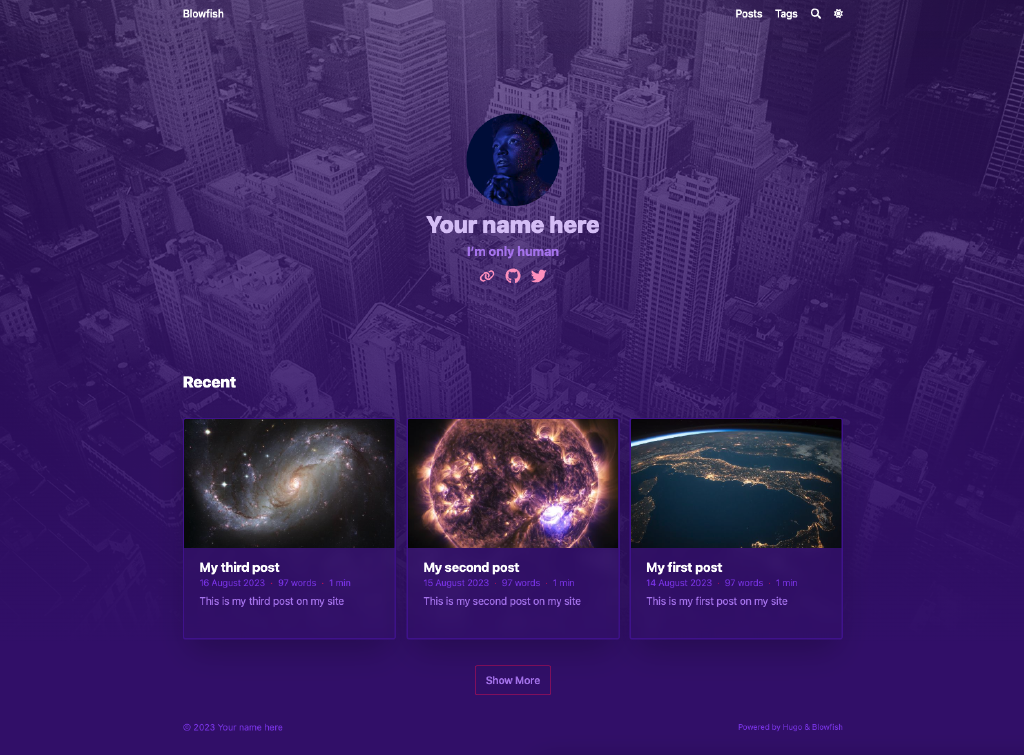 Blowfish
Posts Tags
Your name here
I'm only human
Recent
My third post
16 August 2023 · 97 words · 1 min
This is my third post on my site
My second post
15 August 2023 · 97 words · 1 min
This is my second post on my site
My first post
14 August 2023 · 97 words · 1 min
This is my first post on my site
Show More
© 2023 Your name here
Powered by Hugo & Blowfish